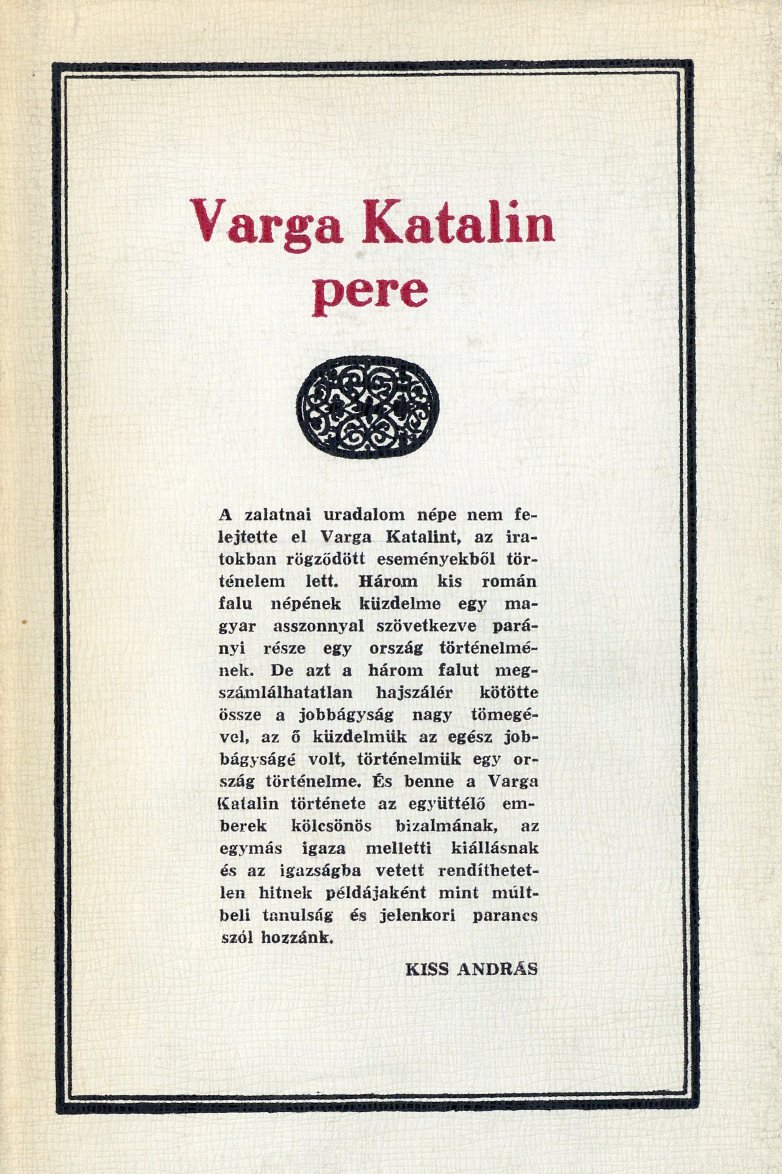 Varga Katalin
pere
A zalatnai uradalom népe nem fe-
lejtette el Varga Katalint, az ira-
tokban rögződött eseményekből tör-
ténelem lett. Három kis román
falu népének küzdelme egy ma-
gyar asszonnyal szövetkezve pará-
nyi része egy ország történelmé-
nek. De azt a három falut meg-
számlálhatatlan hajszálér kötötte
össze a jobbágyság nagy tömegé-
vel, az ő küzdelmük az egész job-
bágyságé volt, történelmük egy or-
szág történelme. És benne a Varga
Katalin története az együttélő em-
berek kölcsönös bizalmának, az
egymás igaza melletti kiállásnak
és az igazságba vetett rendíthetet-
len hitnek példájaként mint múlt-
beli tanulság és jelenkori parancs
szól hozzánk.
KISS ANDRÁS